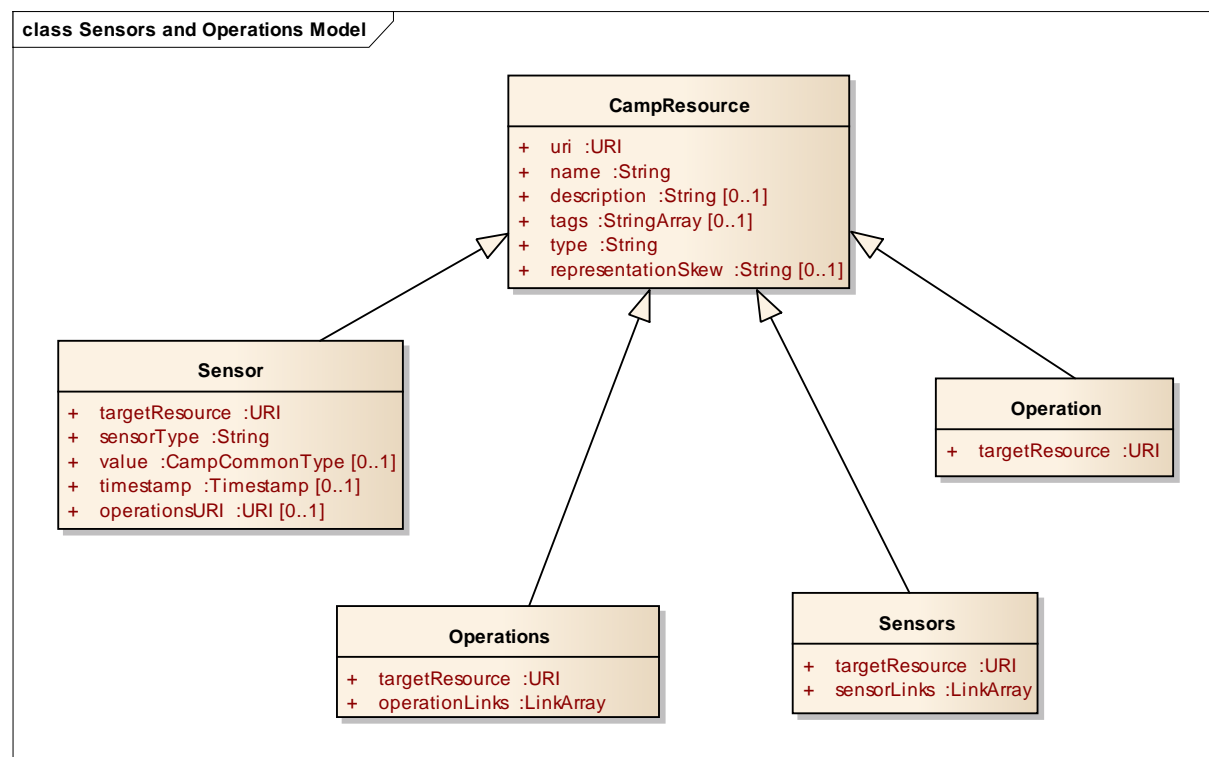 class Sensors and Operations Model
CampResource
+ uri :URI
+ name :String
+ description :String [0..1]
+ tags :StringArray [0..1]
+ type :String
+ representationSkew :String [0..1]
Sensor
+ targetResource :URI
+ sensorType :String
+ value :CampCommonType [0..1]
+ timestamp :Timestamp [0..1]
+ operationsURI :URI [0..1]
Operation
+ targetResource :URI
Operations
+ targetResource :URI
+ operationLinks :LinkArray
Sensors
+ targetResource :URI
+ sensorLinks :LinkArray